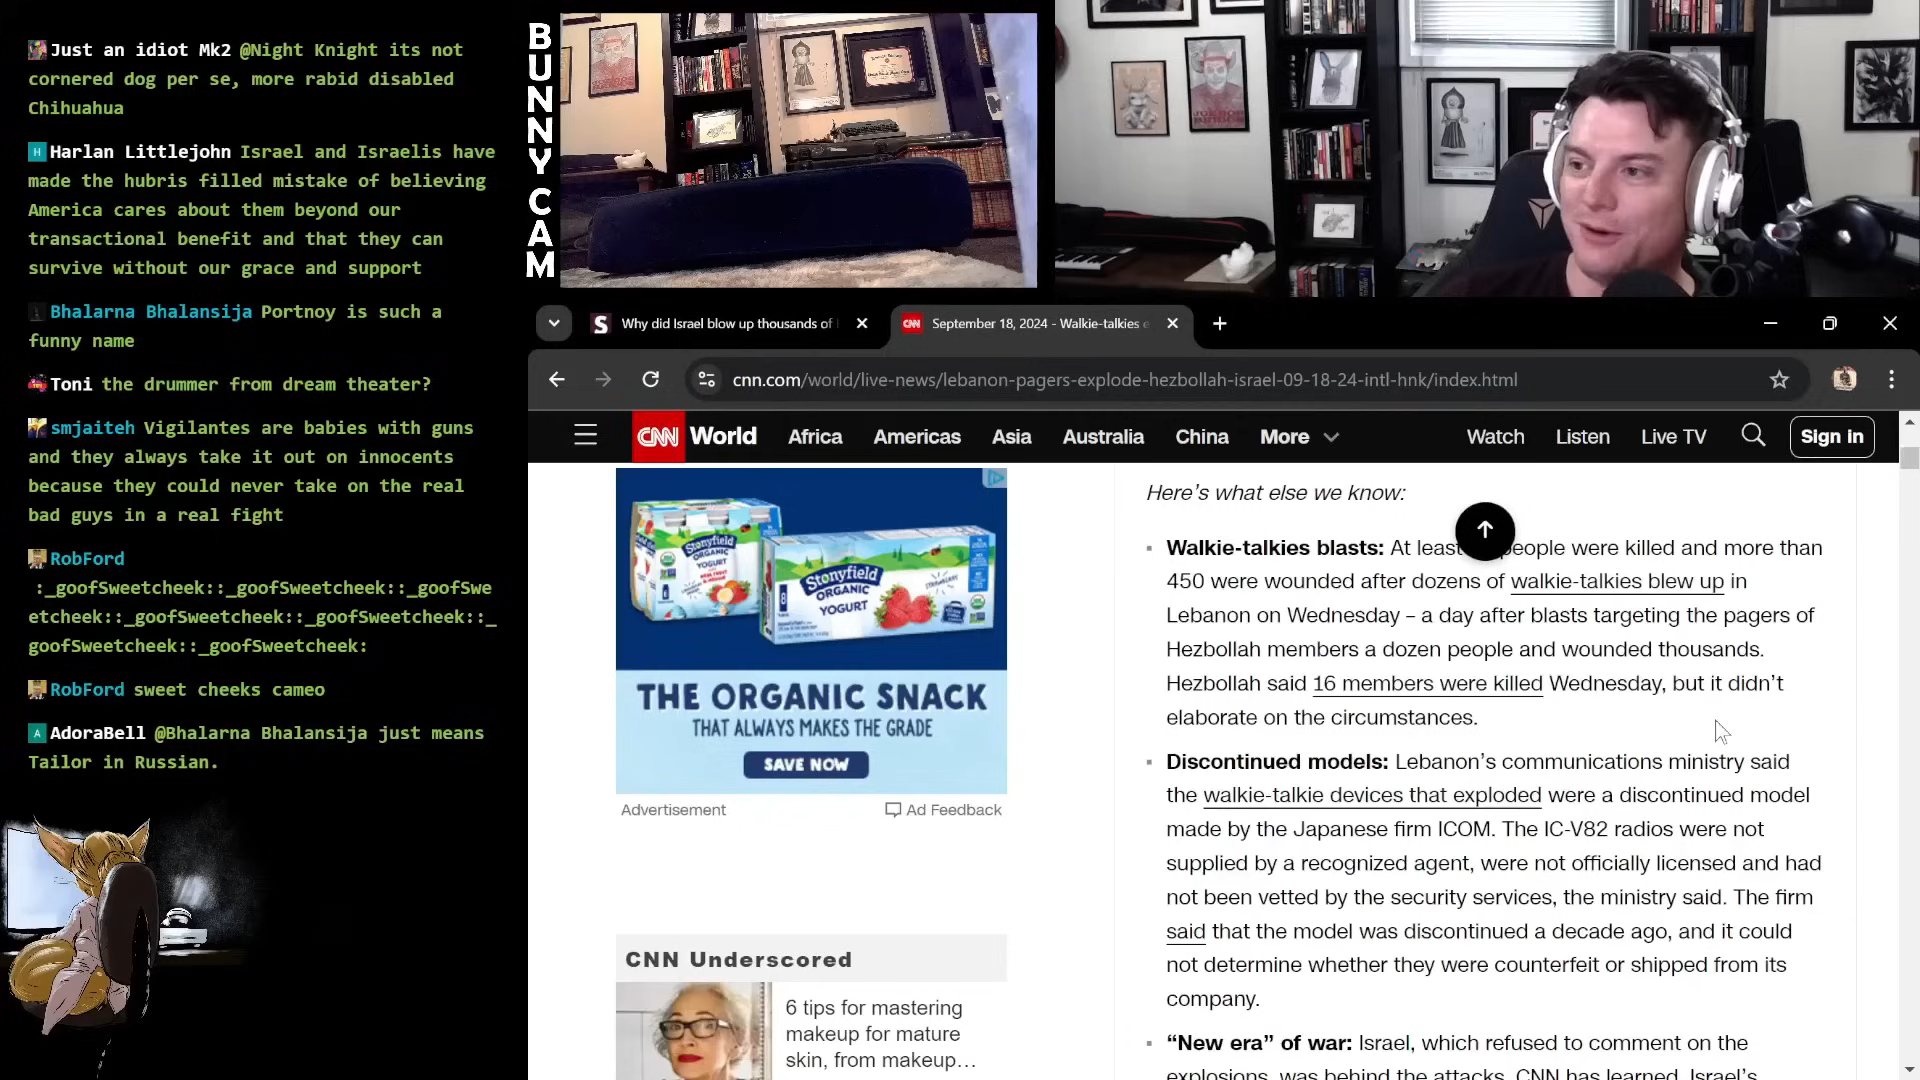 Just an idiot Mk2 @Night Knight its not
cornered dog per se, more rabid disabled
Chihuahua
H Harlan Littlejohn Israel and Israelis have
made the hubris filled mistake of believing
America cares about them beyond our
transactional benefit and that they can
survive without our grace and support
Bhalarna Bhalansija Portnoy is such a
funny name
Toni the drummer from dream theater?
smjaiteh Vigilantes are babies with guns
and they always take it out on innocents
because they could never take on the real
bad guys in a real fight
RobFord
:_goofSweetcheek::_goofSweetcheek::_goofSwe
etcheek::_goofSweetcheek::_goofSweetcheek::_
goofSweetcheek::_goofSweetcheek:
RobFord sweet cheeks cameo
A AdoraBell @Bhalarna Bhalansija just means
Tailor in Russian.
BUNNY CAM
S Why did Israel blow up thousands of
CNN September 18, 2024 - Walkie-talkies e
cnn.com/world/live-news/lebanon-pagers-explode-hezbollah-israel-09-18-24-intl-hnk/index.html
CNN World Africa Americas Asia Australia China More Watch Listen Live TV Sign in
Stonyfield
ORGANIC
YOGURT
Stonyfield
ORGANIC
YOGURT
THE ORGANIC SNACK
THAT ALWAYS MAKES THE GRADE
SAVE NOW
Advertisement Ad Feedback
CNN Underscored
6 tips for mastering
makeup for mature
skin, from makeup...
Here's what else we know:
Walkie-talkies blasts: At least people were killed and more than
450 were wounded after dozens of walkie-talkies blew up in
Lebanon on Wednesday – a day after blasts targeting the pagers of
Hezbollah members a dozen people and wounded thousands.
Hezbollah said 16 members were killed Wednesday, but it didn't
elaborate on the circumstances.
Discontinued models: Lebanon's communications ministry said
the walkie-talkie devices that exploded were a discontinued model
made by the Japanese firm ICOM. The IC-V82 radios were not
supplied by a recognized agent, were not officially licensed and had
not been vetted by the security services, the ministry said. The firm
said that the model was discontinued a decade ago, and it could
not determine whether they were counterfeit or shipped from its
company.
"New era" of war: Israel, which refused to comment on the
explosions, was behind the attacks, CNN has learned. Israel's